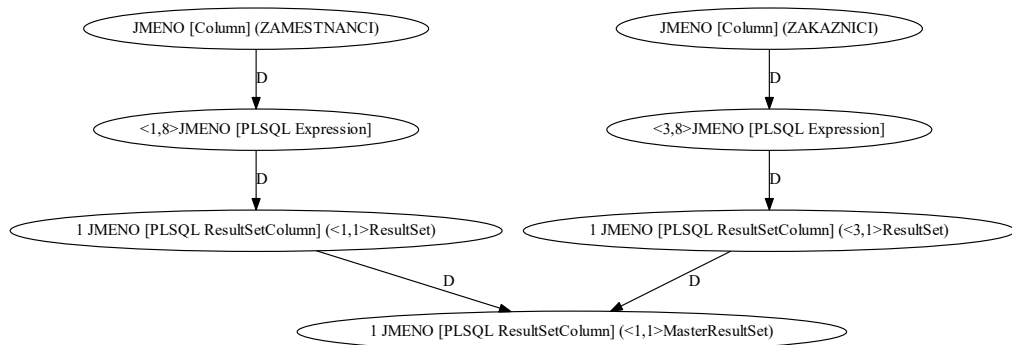 JMENO [Column] (ZAMESTNANCI)
JMENO [Column] (ZAKAZNICI)
D
D
<1,8>JMENO [PLSQL Expression]
<3,8>JMENO [PLSQL Expression]
D
D
1 JMENO [PLSQL ResultSetColumn] (<1,1>ResultSet)
1 JMENO [PLSQL ResultSetColumn] (<3,1>ResultSet)
D
D
1 JMENO [PLSQL ResultSetColumn] (<1,1>MasterResultSet)